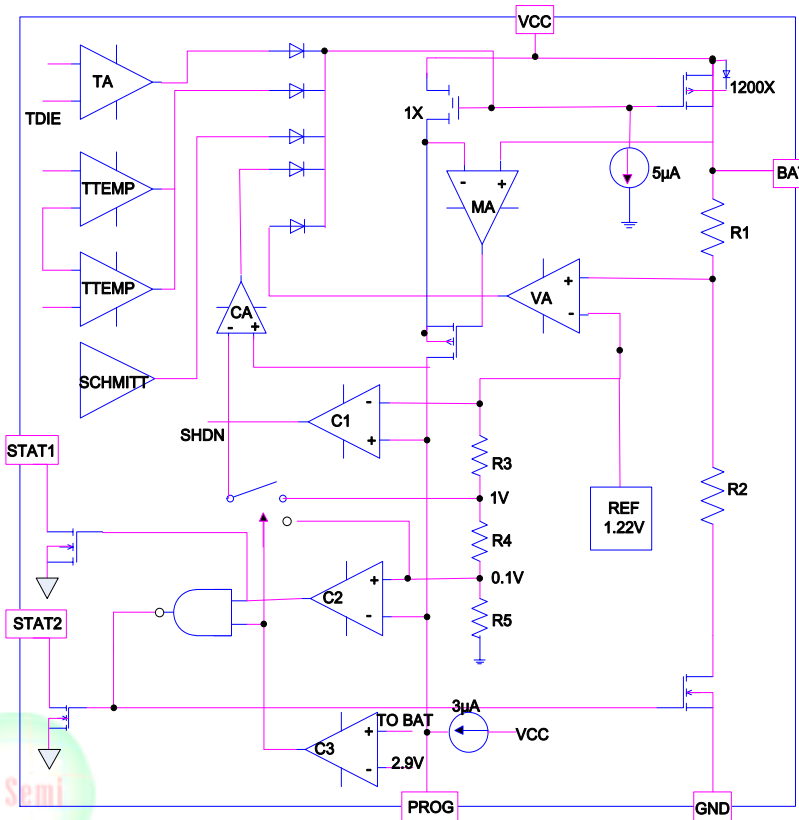 VCC
TA
TDIE
1X
1200X
5µA
BAT
TTEMP
- +
MA
R1
TTEMP
CA
- +
VA
+
-
SCHMITT
C1
-
+
SHDN
STAT1
R3
1V
R2
REF
1.22V
R4
0.1V
C2
+
-
R5
STAT2
3µA
TO BAT
VCC
C3
+
-
2.9V
Semi
PROG
GND